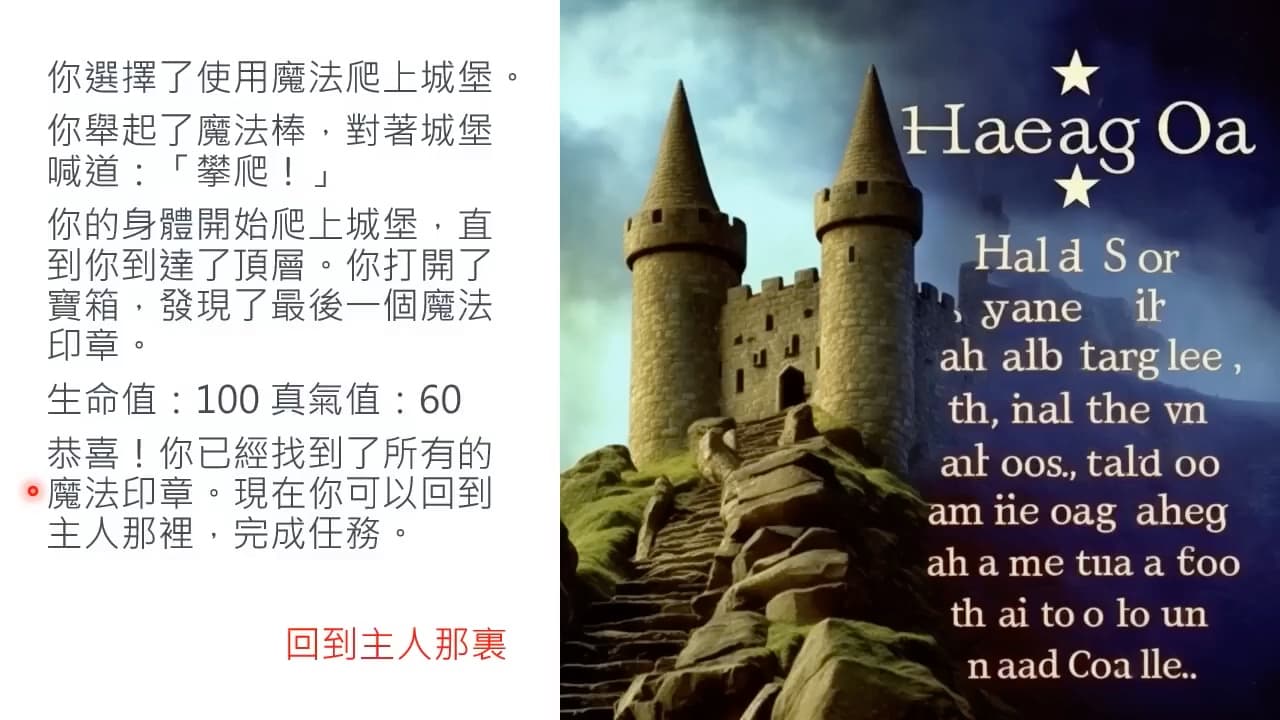 你選擇了使用魔法爬上城堡。
你舉起了魔法棒，對著城堡
喊道：「攀爬！」
你的身體開始爬上城堡，直
到你到達了頂層。你打開了
寶箱，發現了最後一個魔法
印章。
生命值：100 真氣值：60
恭喜！你已經找到了所有的
魔法印章。現在你可以回到
主人那裡，完成任務。
回到主人那裏
Haeag Oa
Hald S or
yane
ah alb targ lee ,
th, inal the vn
oos., tald oo
am oag aheg
ah a me tua a foo
th ai to o lo un
n aad Coa lle..